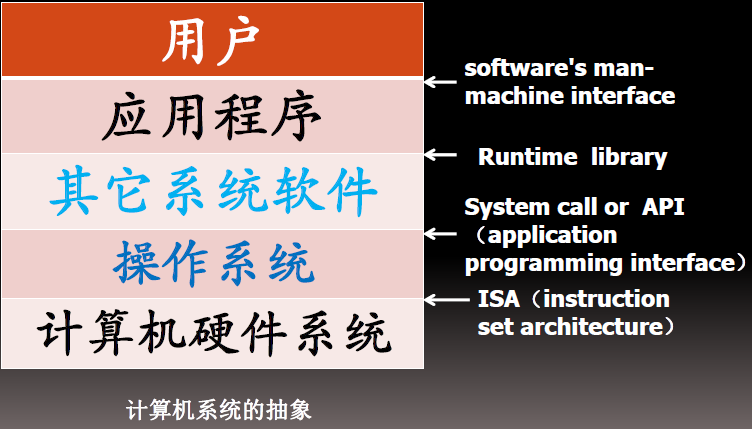 用户
software's man-
machine interface
应用程序
Runtime library
其它系统软件
System call or API
（application
programming interface）
操作系统
ISA（instruction
set architecture）
计算机硬件系统
计算机系统的抽象